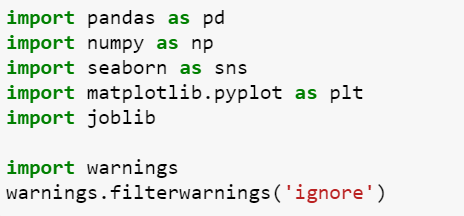 import pandas as pd
import numpy as np
import seaborn as sns
import matplotlib.pyplot as plt
import joblib
import warnings
warnings.filterwarnings('ignore')